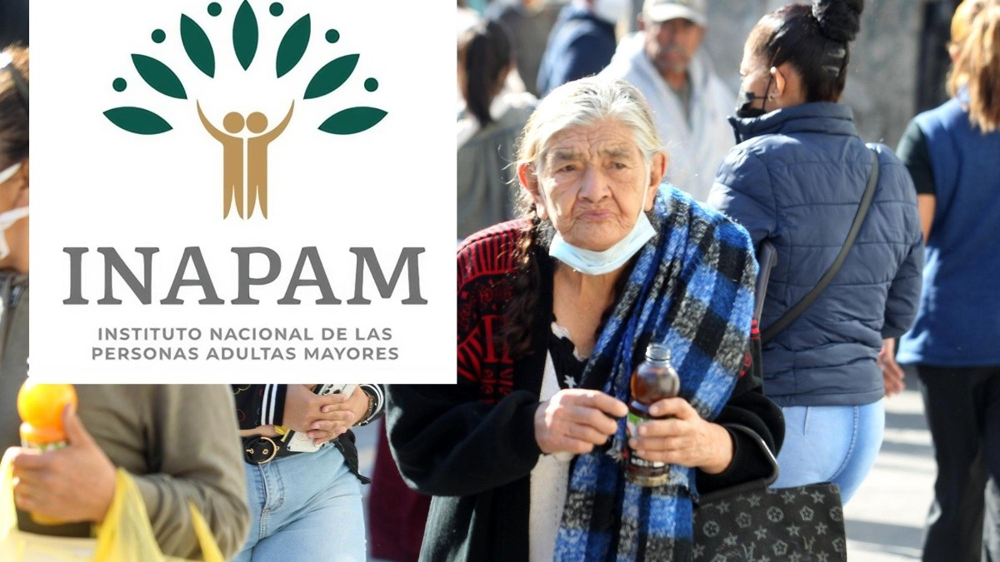 INAPAM
INSTITUTO NACIONAL DE LAS
PERSONAS ADULTAS MAYORES